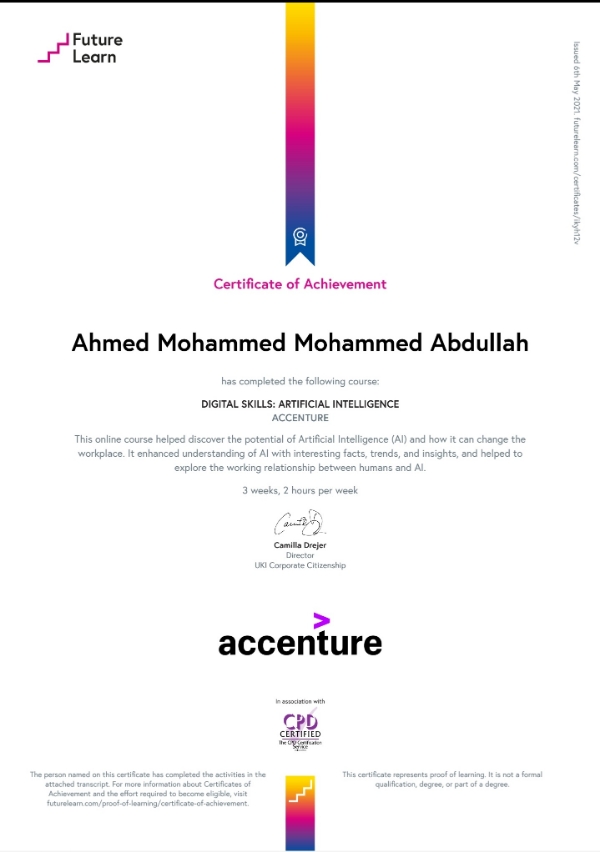 Future
Learn
Issued 6th May 2021. futurelearn.com/certificates/ikyh12v
Certificate of Achievement
Ahmed Mohammed Mohammed Abdullah
has completed the following course:
DIGITAL SKILLS: ARTIFICIAL INTELLIGENCE
ACCENTURE
This online course helped discover the potential of Artificial Intelligence (AI) and how it can change the
workplace. It enhanced understanding of AI with interesting facts, trends, and insights, and helped to
explore the working relationship between humans and AI.
3 weeks, 2 hours per week
Camilla Drejer
Director
UKI Corporate Citizenship
accenture
In association with
CPD
CERTIFIED
The CPD Certification
Service
The person named on this certificate has completed the activities in the
attached transcript. For more information about Certificates of
Achievement and the effort required to become eligible, visit
futurelearn.com/proof-of-learning/certificate-of-achievement.
This certificate represents proof of learning. It is not a formal
qualification, degree, or part of a degree.